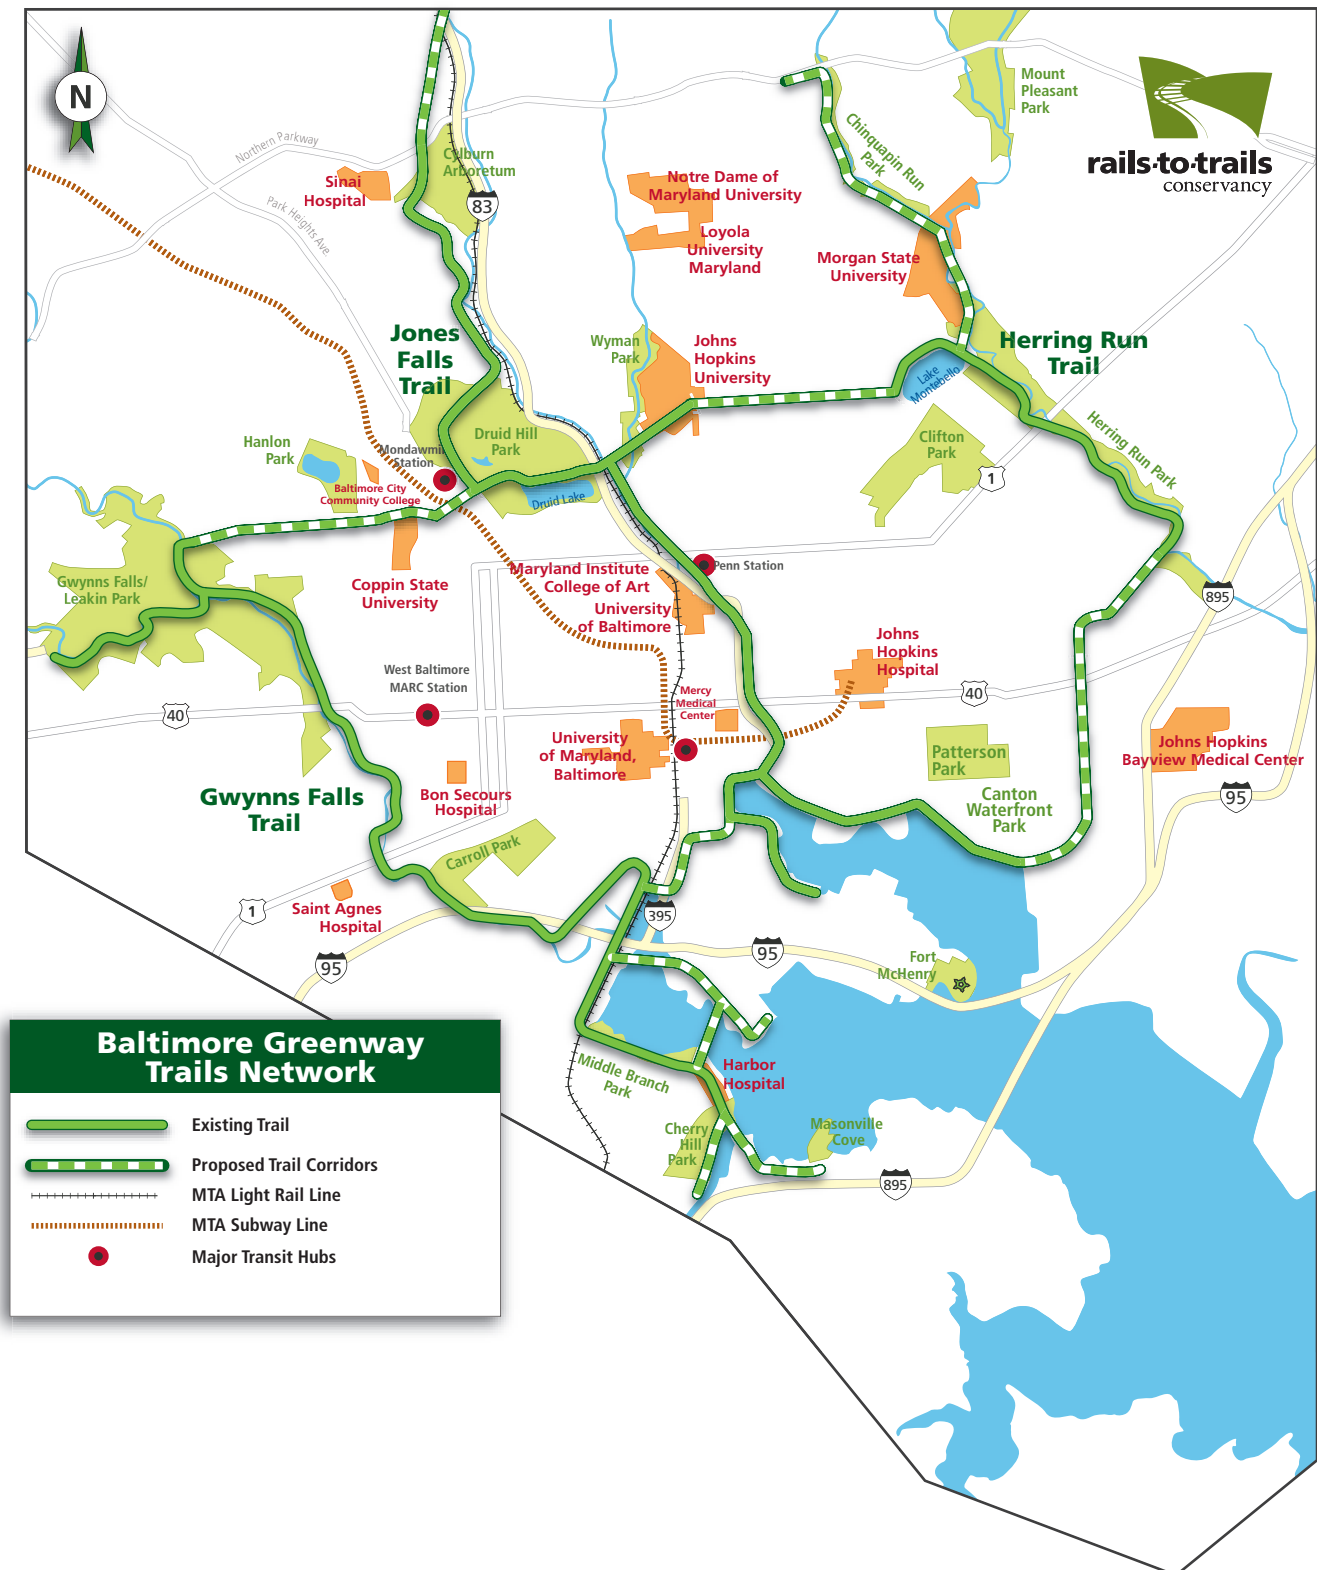 N
Northern Parkway
Park Heights Ave
Sinai
Hospital
Cylburn
Arboretum
83
Notre Dame of
Maryland University
Loyola
University
Maryland
Chinquapin Run
Park
Mount
Pleasant
Park
rails-to-trails
conservancy
Morgan State
University
Jones
Falls
Trail
Wyman
Park
Johns
Hopkins
University
Herring Run
Trail
Lake
Montebello
Herring Run Park
Clifton
Park
1
Hanlon
Park
Mondawmin
Station
Druid Hill
Park
Druid Lake
Baltimore City
Community College
Gwynns Falls/
Leakin Park
Coppin State
University
Maryland Institute
College of Art
Penn Station
University
of Baltimore
895
Johns
Hopkins
Hospital
West Baltimore
MARC Station
40
40
Mercy
Medical
Center
University
of Maryland,
Baltimore
Patterson
Park
Johns Hopkins
Bayview Medical Center
95
Canton
Waterfront
Park
Gwynns Falls
Trail
Bon Secours
Hospital
Carroll Park
1
Saint Agnes
Hospital
395
95
95
Fort
McHenry
Middle Branch
Park
Harbor
Hospital
Cherry
Hill
Park
Masonville
Cove
895
Baltimore Greenway
Trails Network
Existing Trail
Proposed Trail Corridors
MTA Light Rail Line
MTA Subway Line
Major Transit Hubs